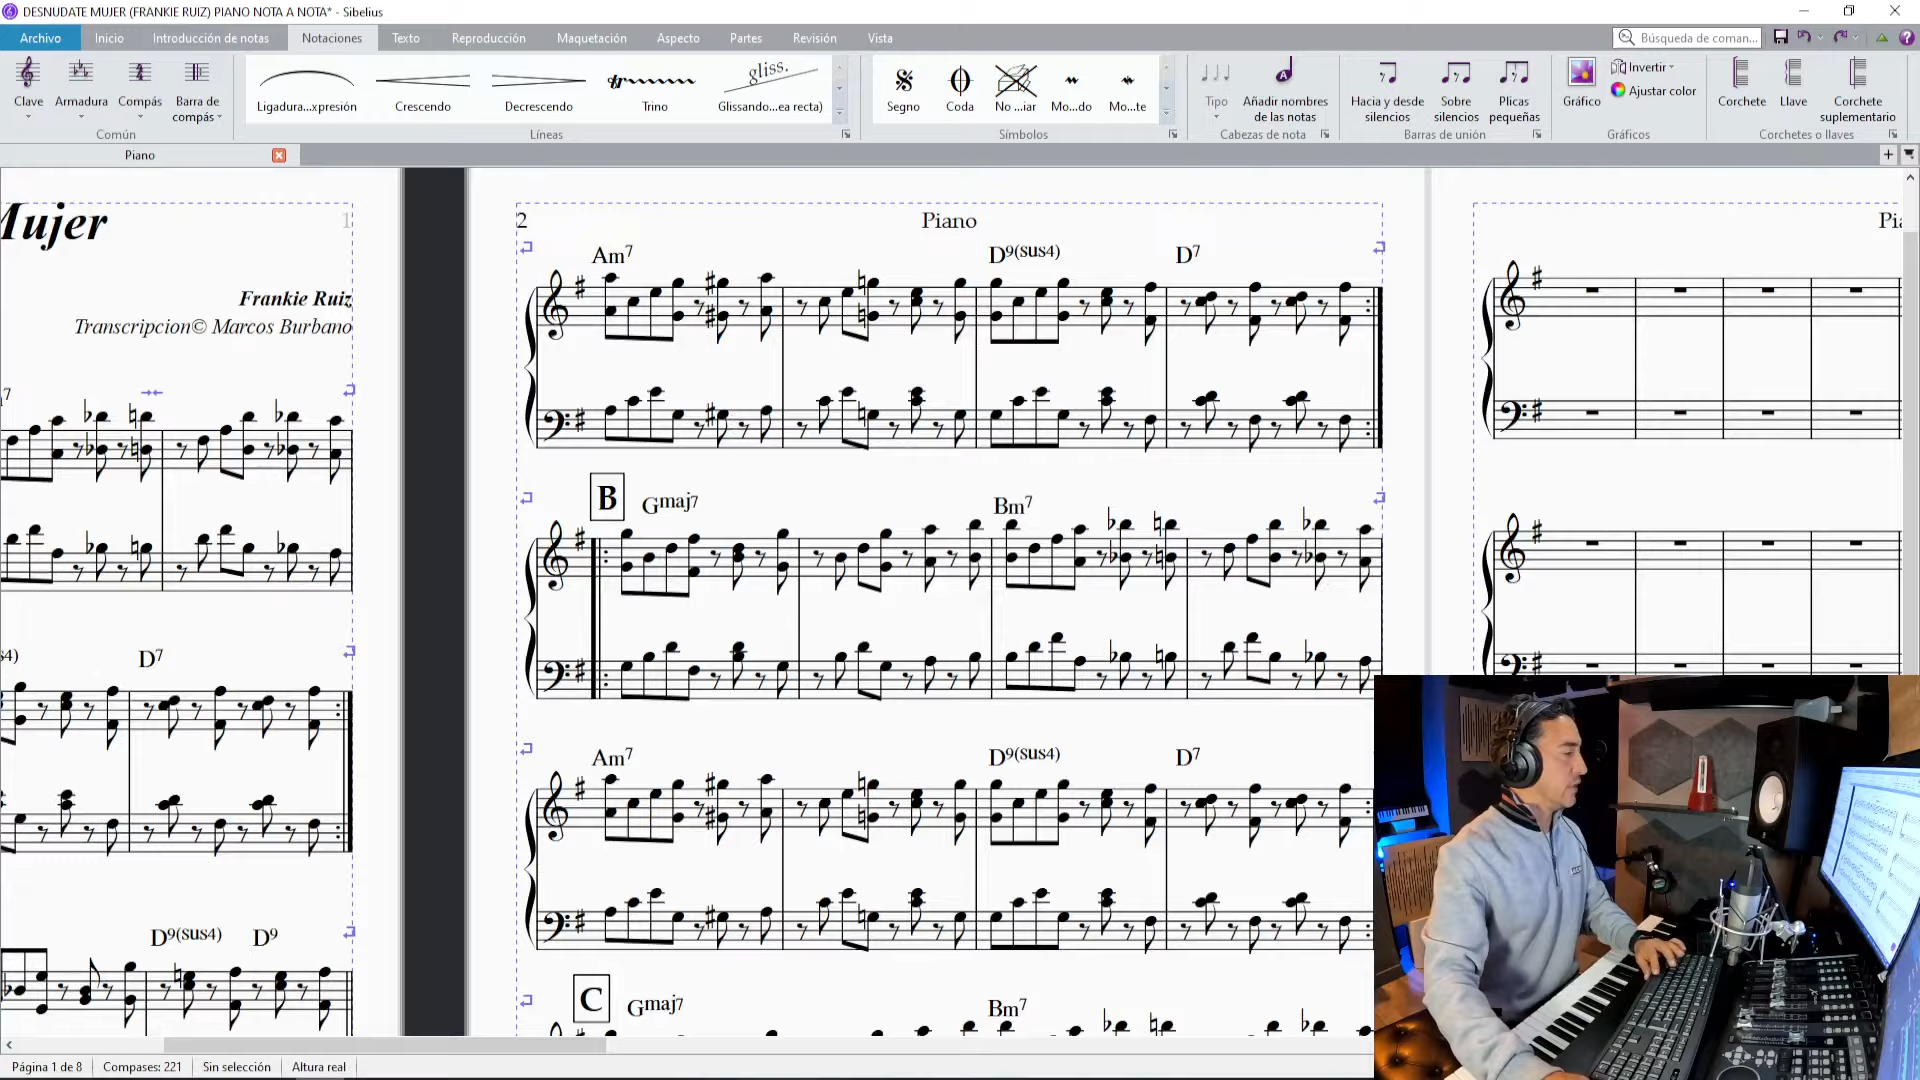 DESNUDATE MUJER (FRANKIE RUIZ) PIANO NOTA A NOTA* - Sibelius
Archivo Inicio Introducción de notas Notaciones Texto Reproducción Maquetación Aspecto Partes Revisión Vista Búsqueda de coman...
Clave Armadura Compás Barra de compás
Ligadura...xpresión Crescendo Decrescendo Trino gliss. Glissando...ea recta)
Segno Coda No ...iar Mo...do Mo...te
Tipo Añadir nombres de las notas
Hacia y desde silencios Sobre silencios Plicas pequeñas
Gráfico Invertir Ajustar color
Corchete Llave Corchete suplementario
Común Líneas Símbolos Cabezas de nota Barras de unión Gráficos Corchetes o llaves
Piano
Mujer 1
Frankie Ruiz
Transcripcion© Marcos Burbano
7
s4) D7
D9(sus4) D9
2 Piano
Am7 D9(sus4) D7
B Gmaj7 Bm7
Am7 D9(sus4) D7
C Gmaj7 Bm7
Pia
Página 1 de 8 Compases: 221 Sin selección Altura real